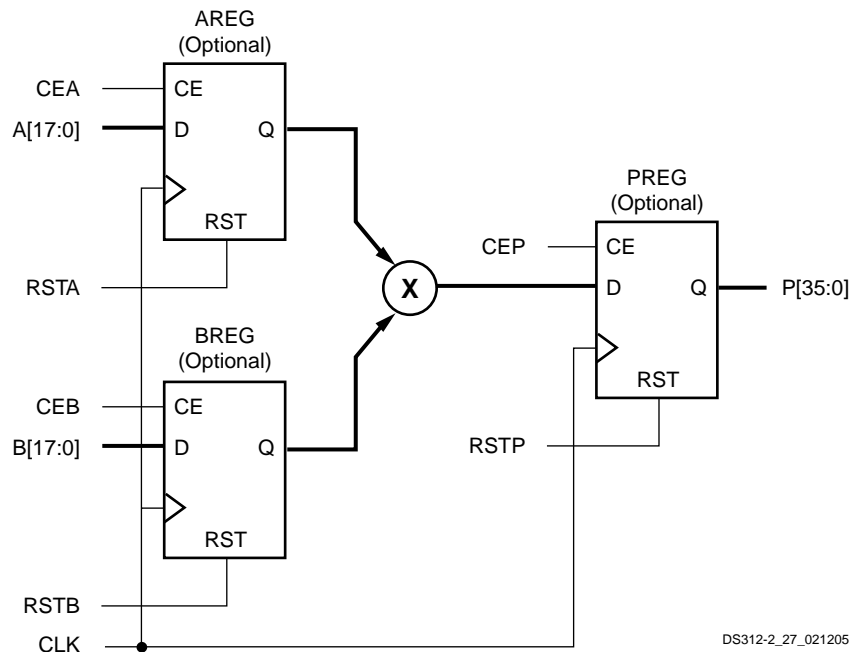 AREG
(Optional)
CEA
CE
A[17:0]
D
Q
RST
RSTA
BREG
(Optional)
CEB
CE
B[17:0]
D
Q
RST
RSTB
CLK
X
PREG
(Optional)
CEP
CE
D
Q
P[35:0]
RST
RSTP
DS312-2_27_021205